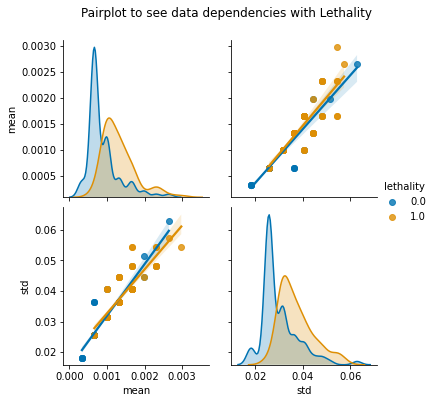 Pairplot to see data dependencies with Lethality
0.0030
0.0025
0.0020
0.0015
0.0010
0.0005
mean
lethality
0.0
1.0
0.06
0.05
0.04
0.03
0.02
std
0.000 0.001 0.002 0.003
mean
0.02 0.04 0.06
std